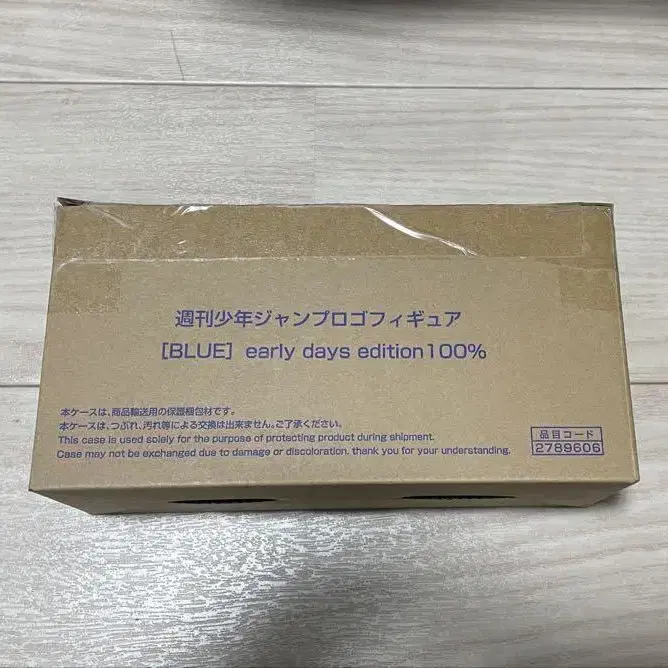 週刊少年ジャンプロゴフィギュア
[BLUE] early days edition100%
本ケースは、商品輸送用の保護梱包材です。
本ケースは、つぶれ、汚れ等による交換は出来ません。ご了承ください。
This case is used solely for the purpose of protecting product during shipment.
Case may not be exchanged due to damage or discoloration. thank you for your understanding.
品目コード
2789606